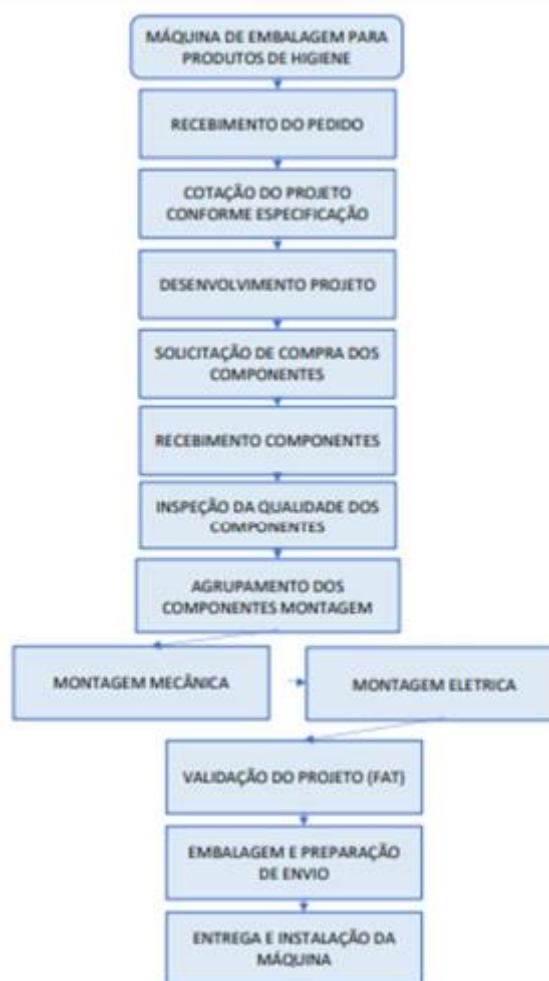 MÁQUINA DE EMBALAGEM PARA
PRODUTOS DE HIGIENE
RECEBIMENTO DO PEDIDO
COTAÇÃO DO PROJETO
CONFORME ESPECIFICAÇÃO
DESENVOLVIMENTO PROJETO
SOLICITAÇÃO DE COMPRA DOS
COMPONENTES
RECEBIMENTO COMPONENTES
INSPEÇÃO DA QUALIDADE DOS
COMPONENTES
AGRUPAMENTO DOS
COMPONENTES MONTAGEM
MONTAGEM MECÂNICA
MONTAGEM ELETRICA
VALIDAÇÃO DO PROJETO (FAT)
EMBALAGEM E PREPARAÇÃO
DE ENVIO
ENTREGA E INSTALAÇÃO DA
MÁQUINA